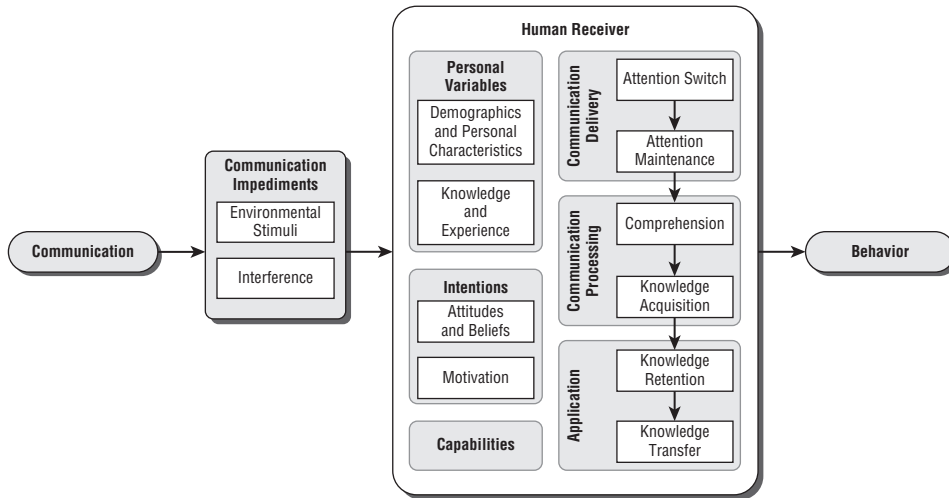 Communication
Communication
Impediments
Environmental
Stimuli
Interference
Human Receiver
Personal
Variables
Demographics
and Personal
Characteristics
Knowledge
and
Experience
Intentions
Attitudes
and Beliefs
Motivation
Capabilities
Communication
Delivery
Attention Switch
Attention
Maintenance
Communication
Processing
Comprehension
Knowledge
Acquisition
Application
Knowledge
Retention
Knowledge
Transfer
Behavior